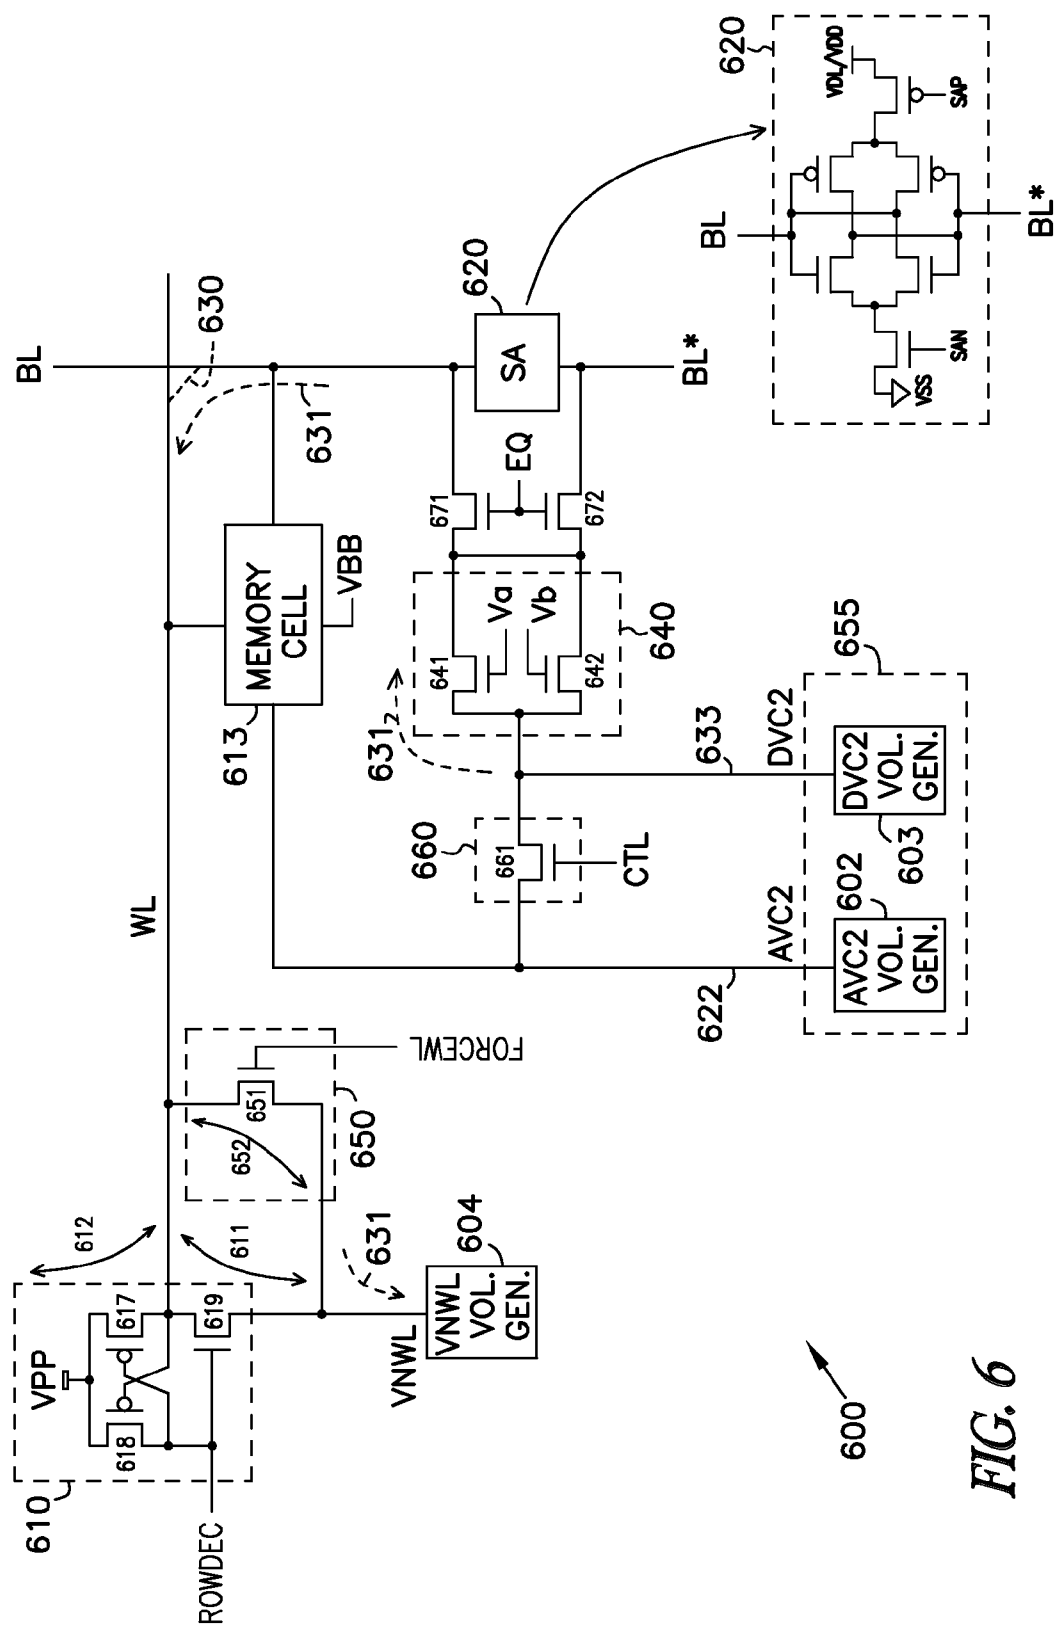 610
VPP
618
617
619
ROWDEC
612
611
VNWL
631
VNWL
VOL.
GEN.
604
WL
652
651
650
FORCEWL
613
MEMORY
CELL
VBB
BL
630
631
622
AVC2
AVC2
VOL.
GEN.
602
660
661
CTL
633
DVC2
DVC2
VOL.
GEN.
603
655
631₂
641
642
Va
Vb
640
671
672
EQ
SA
620
BL*
620
BL
BL*
VDL/VDD
SAP
SAN
VSS
600
FIG. 6